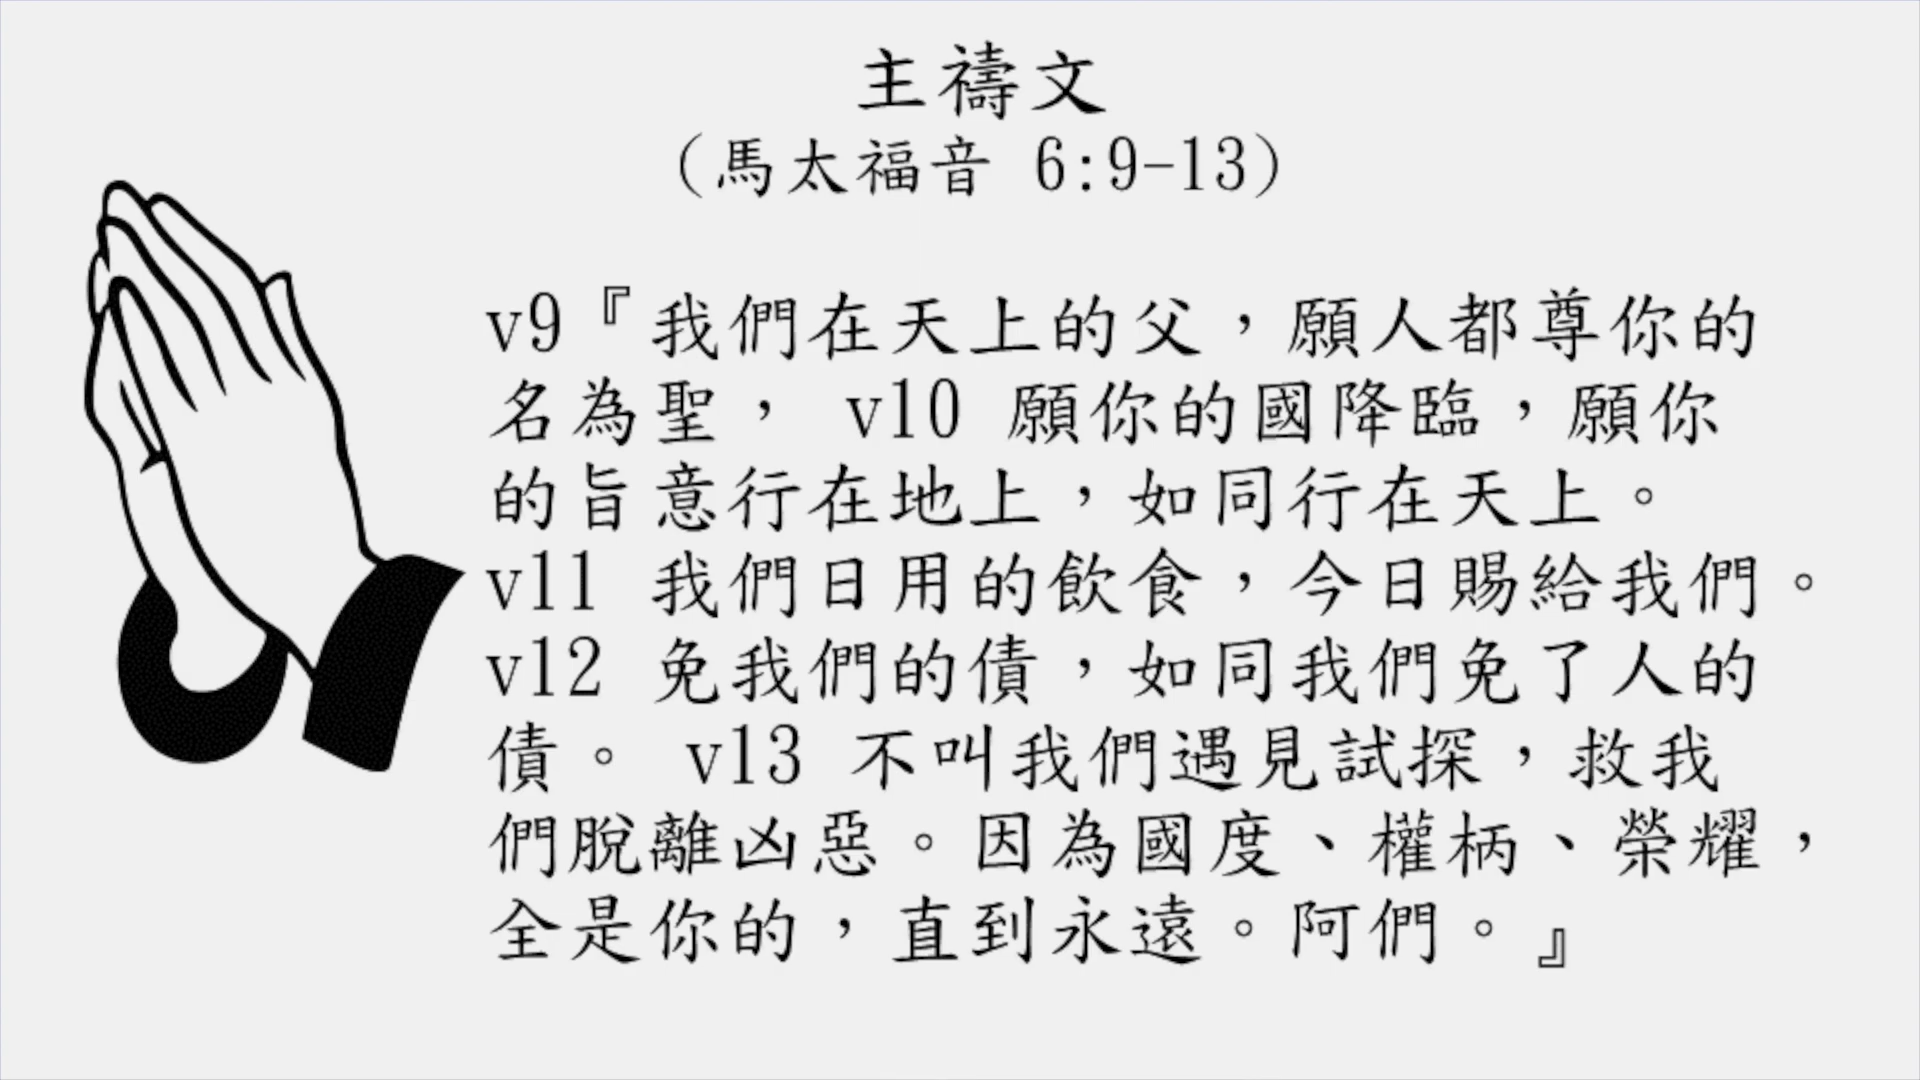 主禱文
（馬太福音 6:9-13）
v9『我們在天上的父，願人都尊你的
名為聖， v10 願你的國降臨，願你
的旨意行在地上，如同行在天上。
v11 我們日用的飲食，今日賜給我們。
v12 免我們的債，如同我們免了人的
債。 v13 不叫我們遇見試探，救我
們脫離凶惡。因為國度、權柄、榮耀，
全是你的，直到永遠。阿們。』